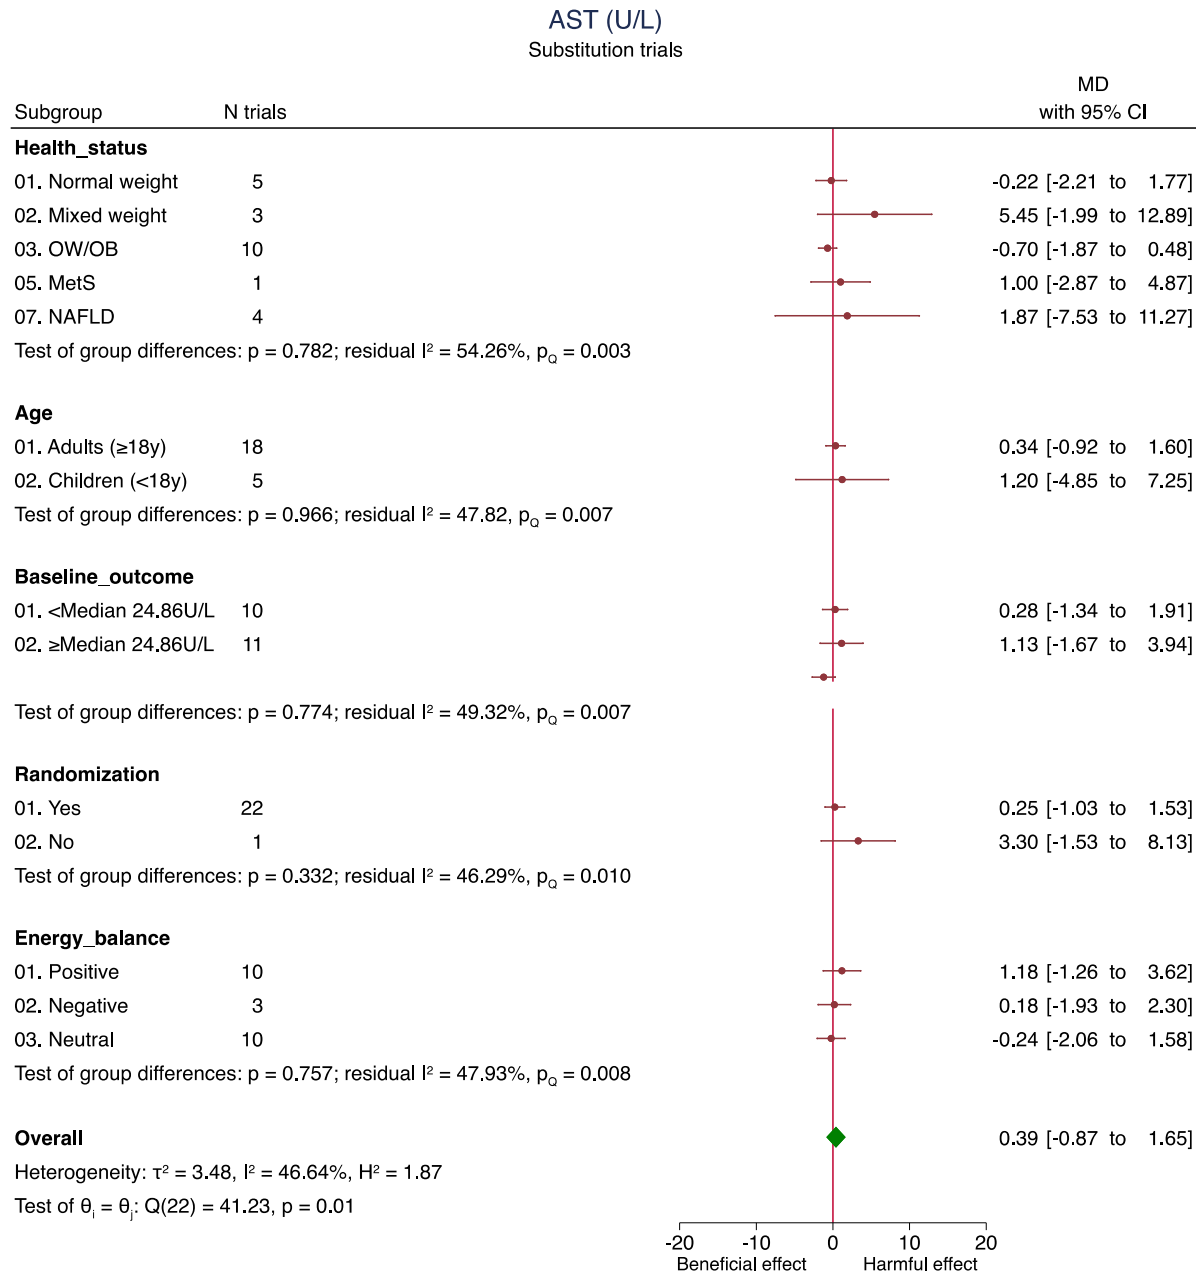 AST (U/L)
Substitution trials
MD
Subgroup N trials with 95% CI
Health_status
01. Normal weight 5 -0.22 [-2.21 to 1.77]
02. Mixed weight 3 5.45 [-1.99 to 12.89]
03. OW/OB 10 -0.70 [-1.87 to 0.48]
05. MetS 1 1.00 [-2.87 to 4.87]
07. NAFLD 4 1.87 [-7.53 to 11.27]
Test of group differences: p = 0.782; residual I² = 54.26%, pQ = 0.003
Age
01. Adults (≥18y) 18 0.34 [-0.92 to 1.60]
02. Children (<18y) 5 1.20 [-4.85 to 7.25]
Test of group differences: p = 0.966; residual I² = 47.82, pQ = 0.007
Baseline_outcome
01. <Median 24.86U/L 10 0.28 [-1.34 to 1.91]
02. ≥Median 24.86U/L 11 1.13 [-1.67 to 3.94]
Test of group differences: p = 0.774; residual I² = 49.32%, pQ = 0.007
Randomization
01. Yes 22 0.25 [-1.03 to 1.53]
02. No 1 3.30 [-1.53 to 8.13]
Test of group differences: p = 0.332; residual I² = 46.29%, pQ = 0.010
Energy_balance
01. Positive 10 1.18 [-1.26 to 3.62]
02. Negative 3 0.18 [-1.93 to 2.30]
03. Neutral 10 -0.24 [-2.06 to 1.58]
Test of group differences: p = 0.757; residual I² = 47.93%, pQ = 0.008
Overall 0.39 [-0.87 to 1.65]
Heterogeneity: τ² = 3.48, I² = 46.64%, H² = 1.87
Test of θi = θj: Q(22) = 41.23, p = 0.01
-20 -10 0 10 20
Beneficial effect Harmful effect